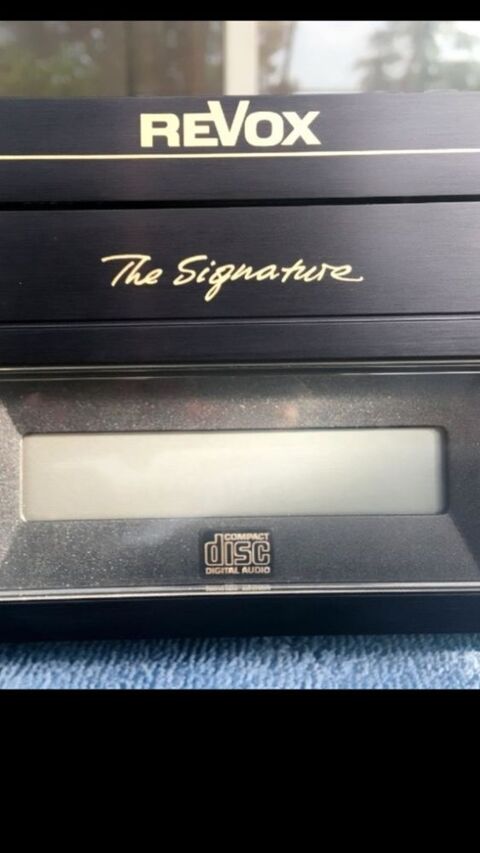 REVOX
The Signature
COMPACT
disc
DIGITAL AUDIO